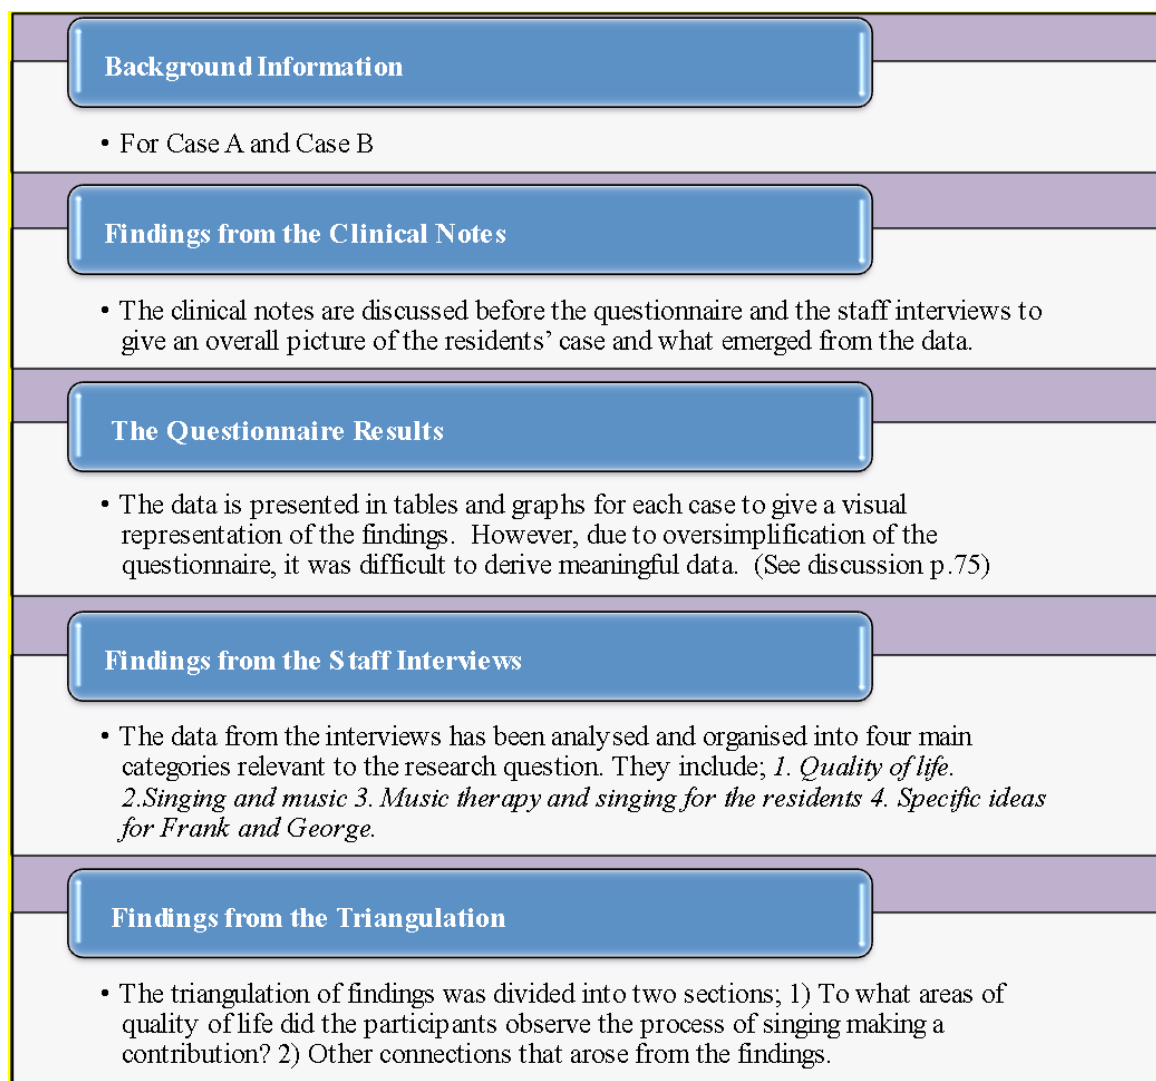 Background Information
• For Case A and Case B
Findings from the Clinical Notes
• The clinical notes are discussed before the questionnaire and the staff interviews to
give an overall picture of the residents’ case and what emerged from the data.
The Questionnaire Results
• The data is presented in tables and graphs for each case to give a visual
representation of the findings.  However, due to oversimplification of the
questionnaire, it was difficult to derive meaningful data.  (See discussion p.75)
Findings from the Staff Interviews
• The data from the interviews has been analysed and organised into four main
categories relevant to the research question. They include; 1. Quality of life.
2.Singing and music 3. Music therapy and singing for the residents 4. Specific ideas
for Frank and George.
Findings from the Triangulation
• The triangulation of findings was divided into two sections; 1) To what areas of
quality of life did the participants observe the process of singing making a
contribution? 2) Other connections that arose from the findings.